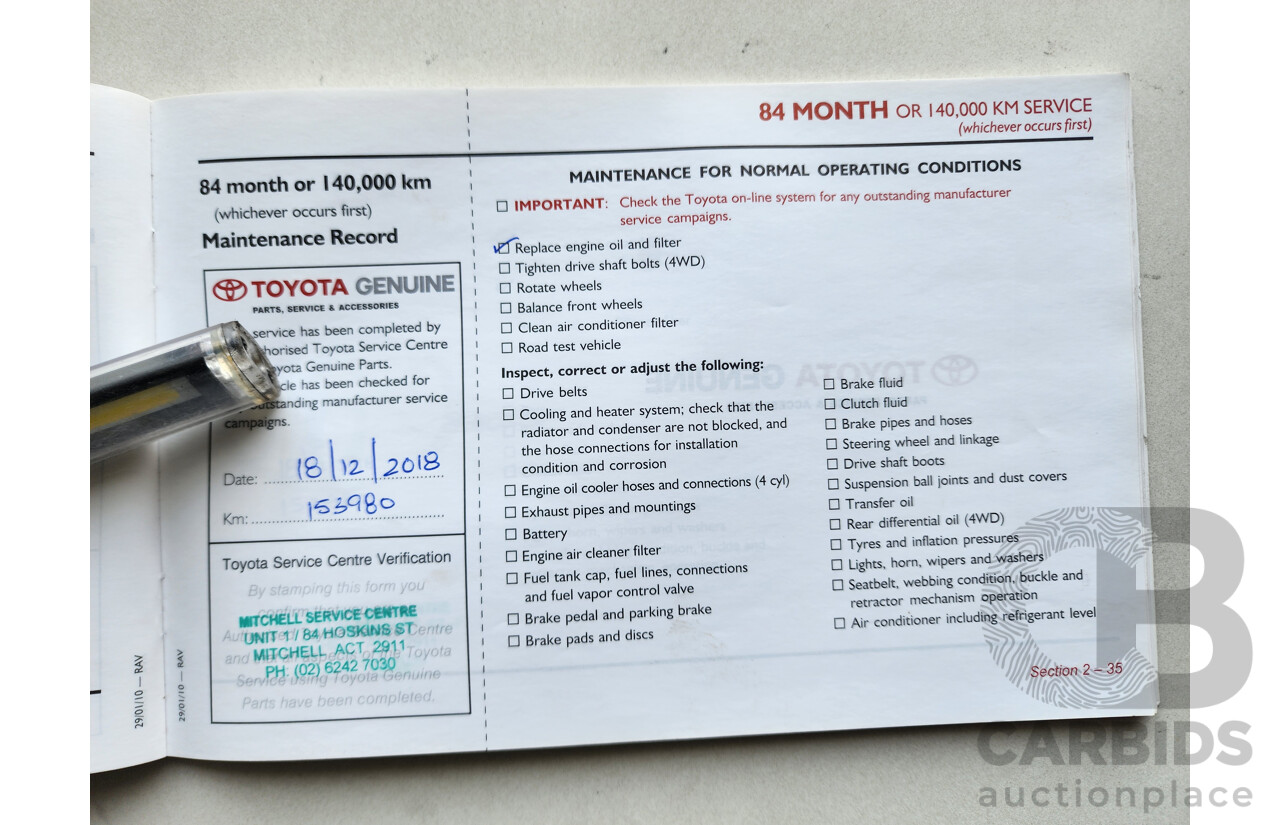 84 MONTH OR 140,000 KM SERVICE
(whichever occurs first)
84 month or 140,000 km
(whichever occurs first)
Maintenance Record
TOYOTA GENUINE
PARTS, SERVICE & ACCESSORIES
service has been completed by
horised Toyota Service Centre
yota Genuine Parts.
cle has been checked for
outstanding manufacturer service
campaigns.
Date: 18/12/2018
Km: 153980
Toyota Service Centre Verification
By stamping this form you
confirm that
MITCHELL SERVICE CENTRE
UNIT 1 / 84 HOSKINS ST
MITCHELL ACT 2911
PH: (02) 6242 7030
Centre
and the Toyota
Service using Toyota Genuine
Parts have been completed.
29/01/10 — RAV
29/01/10 — RAV
MAINTENANCE FOR NORMAL OPERATING CONDITIONS
IMPORTANT: Check the Toyota on-line system for any outstanding manufacturer
service campaigns.
Replace engine oil and filter
Tighten drive shaft bolts (4WD)
Rotate wheels
Balance front wheels
Clean air conditioner filter
Road test vehicle
Inspect, correct or adjust the following:
Drive belts
Cooling and heater system; check that the
radiator and condenser are not blocked, and
the hose connections for installation
condition and corrosion
Engine oil cooler hoses and connections (4 cyl)
Exhaust pipes and mountings
Battery
Engine air cleaner filter
Fuel tank cap, fuel lines, connections
and fuel vapor control valve
Brake pedal and parking brake
Brake pads and discs
Brake fluid
Clutch fluid
Brake pipes and hoses
Steering wheel and linkage
Drive shaft boots
Suspension ball joints and dust covers
Transfer oil
Rear differential oil (4WD)
Tyres and inflation pressures
Lights, horn, wipers and washers
Seatbelt, webbing condition, buckle and
retractor mechanism operation
Air conditioner including refrigerant level
Section 2 – 35
CB
CARBIDS
auctionplace